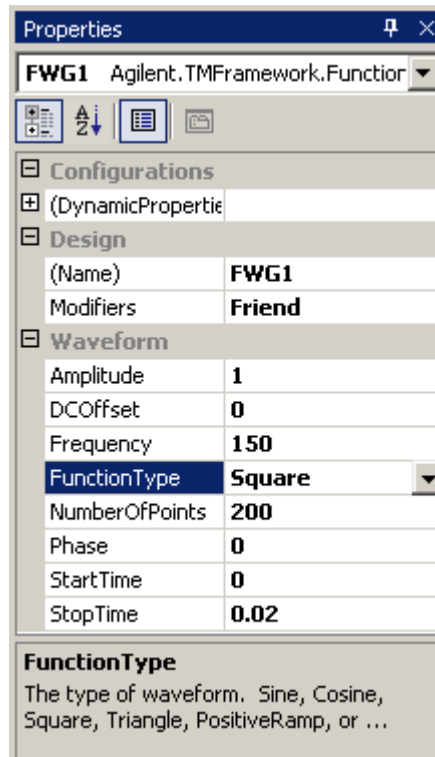 Properties
FWG1 Agilent.TMFramework.Function
Configurations
(DynamicPropertie
Design
(Name) FWG1
Modifiers Friend
Waveform
Amplitude 1
DCOffset 0
Frequency 150
FunctionType Square
NumberOfPoints 200
Phase 0
StartTime 0
StopTime 0.02
FunctionType
The type of waveform. Sine, Cosine,
Square, Triangle, PositiveRamp, or ...